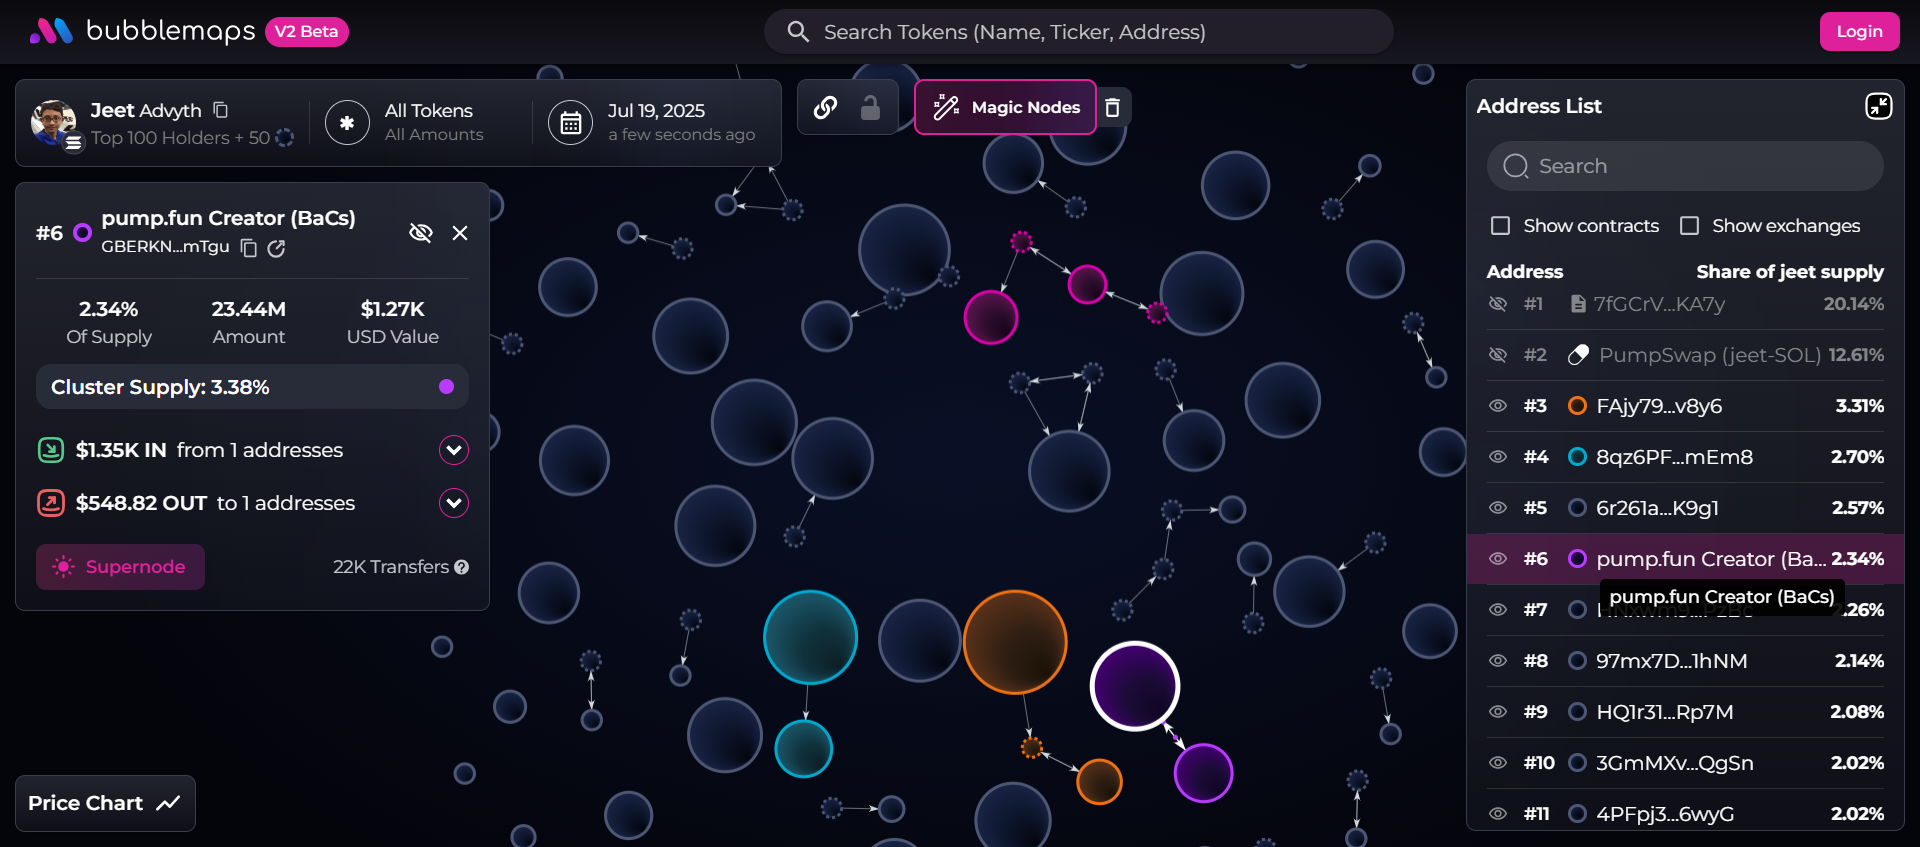 bubblemaps V2 Beta
Search Tokens (Name, Ticker, Address)
Login
Jeet Advyth
Top 100 Holders + 50
All Tokens
All Amounts
Jul 19, 2025
a few seconds ago
Magic Nodes
#6 pump.fun Creator (BaCs)
GBERKN...mTgu
2.34% 23.44M $1.27K
Of Supply Amount USD Value
Cluster Supply: 3.38%
$1.35K IN from 1 addresses
$548.82 OUT to 1 addresses
Supernode 22K Transfers
Price Chart
Address List
Search
Show contracts Show exchanges
Address Share of jeet supply
#1 7fGCrV...KA7y 20.14%
#2 PumpSwap (jeet-SOL) 12.61%
#3 FAjy79...v8y6 3.31%
#4 8qz6PF...mEm8 2.70%
#5 6r261a...K9g1 2.57%
#6 pump.fun Creator (Ba... 2.34%
pump.fun Creator (BaCs)
#7
#8 97mx7D...1hNM 2.14%
#9 HQ1r31...Rp7M 2.08%
#10 3GmMXv...QgSn 2.02%
#11 4PFpj3...6wyG 2.02%